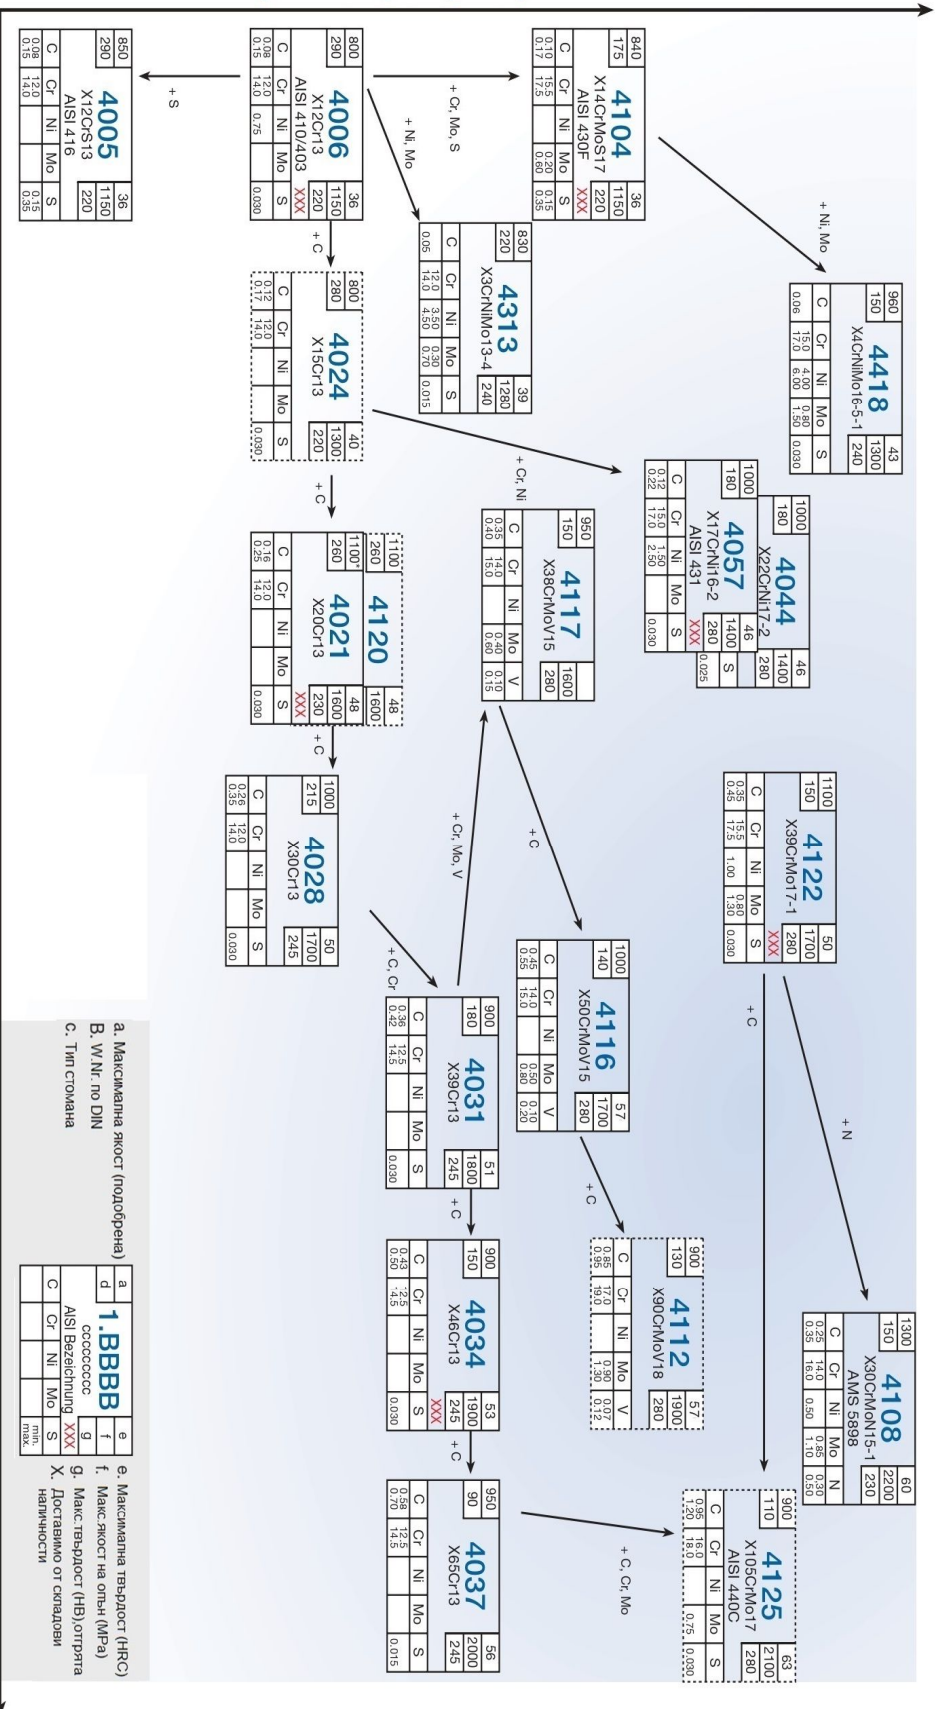 960 4418 43
150 X4CrNiMo16-5-1 1300
240
C Cr Ni Mo S
15.0 4.00 0.80
0.06 17.0 6.00 1.50 0.030
1300 4108 60
150 X30CrMoN15-1 2200
AMS 5898 230
C Cr Ni Mo N
0.25 14.0 0.85 0.30
0.35 16.0 0.50 1.10 0.50
+ Ni, Mo
+ N
1000 4044 46
180 X22CrNi17-2 1400
280
S
0.025
1000 4057 46
180 X17CrNi16-2 1400
AISI 431 280
XXX
C Cr Ni Mo S
0.12 15.0 1.50
0.22 17.0 2.50 0.030
1100 4122 50
150 X39CrMo17-1 1700
280
XXX
C Cr Ni Mo S
0.35 15.5 0.80
0.45 17.5 1.00 1.30 0.030
+ C
900 4125 63
110 X105CrMo17 2100
AISI 440C 280
C Cr Ni Mo S
0.95 16.0
1.20 18.0 0.75 0.030
840 4104 36
175 X14CrMoS17 1150
AISI 430F 220
XXX
C Cr Ni Mo S
0.10 15.5 0.20 0.15
0.17 17.5 0.60 0.35
900 4112 57
130 X90CrMoV18 1900
280
C Cr Ni Mo V
0.85 17.0 0.90 0.07
0.95 19.0 1.30 0.12
+ C
+ C, Cr, Mo
1000 4116 57
140 X50CrMoV15 1700
280
C Cr Ni Mo V
0.45 14.0 0.50 0.10
0.55 15.0 0.80 0.20
+ C
950 4117
150 X38CrMoV15 1600
280
C Cr Ni Mo V
0.35 14.0 0.40 0.10
0.40 15.0 0.60 0.15
+ Cr, Ni
830 4313 39
220 X3CrNiMo13-4 1280
240
C Cr Ni Mo S
12.0 3.50 0.30
0.05 14.0 4.50 0.70 0.015
+ Cr, Mo, S
+ Ni, Mo
+ Cr, Mo, V
900 4031 51
180 X39Cr13 1800
245
C Cr Ni Mo S
0.36 12.5
0.42 14.5 0.030
+ C
900 4034 53
150 X46Cr13 1900
245
XXX
C Cr Ni Mo S
0.43 12.5
0.50 14.5 0.030
+ C
950 4037 56
90 X65Cr13 2000
245
C Cr Ni Mo S
0.58 12.5
0.70 14.5 0.015
+ C, Cr
800 4006 36
290 X12Cr13 1150
AISI 410/403 220
XXX
C Cr Ni Mo S
0.08 12.0
0.15 14.0 0.75 0.030
+ C
800 4024 40
280 X15Cr13 1300
220
C Cr Ni Mo S
0.12 12.0
0.17 14.0 0.030
+ C
1100 4120 48
260 1600
1100* 4021 48
260 X20Cr13 1600
230
XXX
C Cr Ni Mo S
0.16 12.0
0.25 14.0 0.030
+ C
1000 4028 50
215 X30Cr13 1700
245
C Cr Ni Mo S
0.26 12.0
0.35 14.0 0.030
+ S
850 4005 36
290 X12CrS13 1150
AISI 416 220
C Cr Ni Mo S
0.08 12.0 0.15
0.15 14.0 0.35
a. Максимална якост (подобрена)
B. W.Nr. по DIN
c. Тип стомана
a 1.BBBB e
d ccccccccc f
g
AISI Bezeichnung XXX
C Cr Ni Mo S
min.
max.
e. Максимална твърдост (HRC)
f. Макс.якост на опън (MPa)
g. Макс.твърдост (HB),отгрята
X. Доставимо от складови
наличности